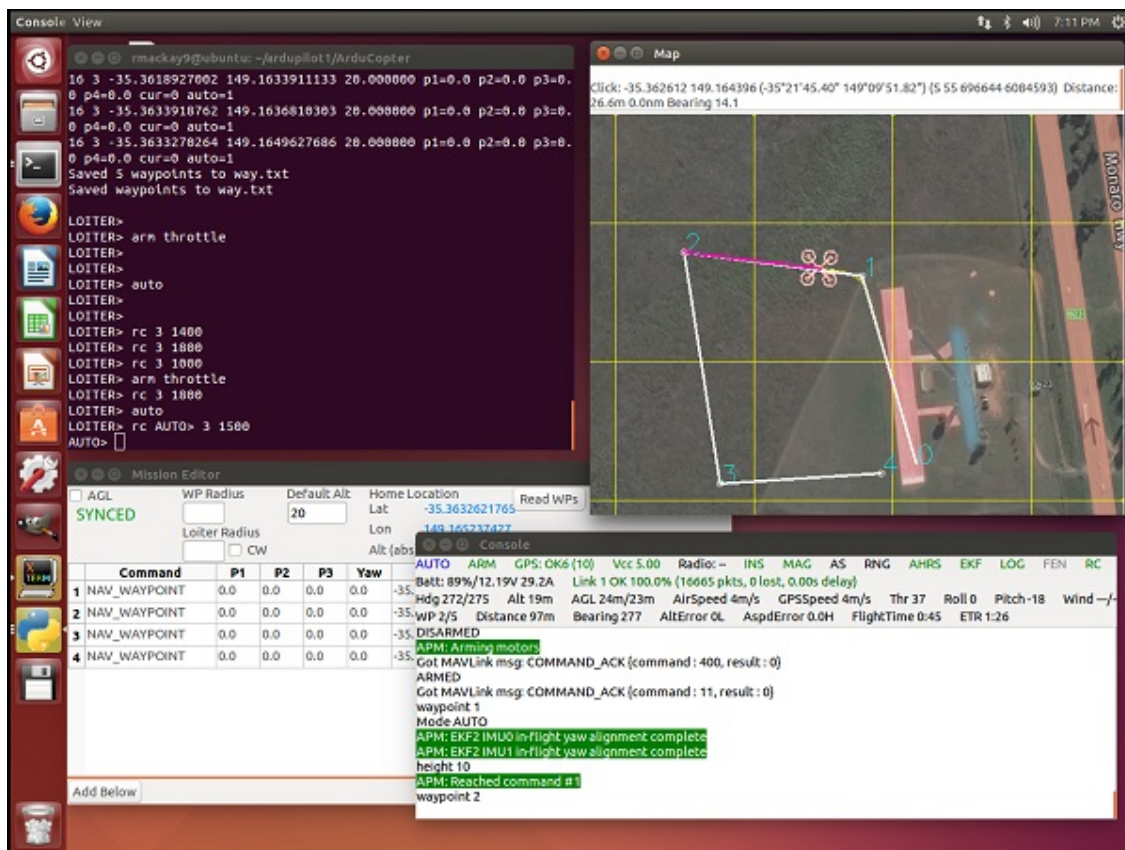 Console View
7:11 PM
rmackay9@ubuntu: ~/ardupilot1/ArduCopter
16 3 -35.3618927002 149.1633911133 20.000000 p1=0.0 p2=0.0 p3=0.
0 p4=0.0 cur=0 auto=1
16 3 -35.3633918762 149.1636810303 20.000000 p1=0.0 p2=0.0 p3=0.
0 p4=0.0 cur=0 auto=1
16 3 -35.3633270264 149.1649627686 20.000000 p1=0.0 p2=0.0 p3=0.
0 p4=0.0 cur=0 auto=1
Saved 5 waypoints to way.txt
Saved waypoints to way.txt
LOITER>
LOITER> arm throttle
LOITER>
LOITER>
LOITER> auto
LOITER>
LOITER>
LOITER> rc 3 1400
LOITER> rc 3 1800
LOITER> rc 3 1000
LOITER> arm throttle
LOITER> rc 3 1800
LOITER> auto
LOITER> rc AUTO> 3 1500
AUTO>
Map
Click: -35.362612 149.164396 (-35°21'45.40" 149°09'51.82") (S 55 696644 6084593) Distance:
26.6m 0.0nm Bearing 14.1
Monaro Hwy
2
1
3
4
0
Mission Editor
AGL WP Radius Default Alt Home Location Read WPs
SYNCED 20 Lat -35.3632621765
Loiter Radius Lon 149.165237427
CW Alt (abs
Command P1 P2 P3 Yaw
1 NAV_WAYPOINT 0.0 0.0 0.0 0.0 -35.
2 NAV_WAYPOINT 0.0 0.0 0.0 0.0 -35.
3 NAV_WAYPOINT 0.0 0.0 0.0 0.0 -35.
4 NAV_WAYPOINT 0.0 0.0 0.0 0.0 -35.
Add Below
Console
AUTO ARM GPS: OK6 (10) Vcc 5.00 Radio: -- INS MAG AS RNG AHRS EKF LOG FEN RC
Batt: 89%/12.19V 29.2A Link 1 OK 100.0% (16665 pkts, 0 lost, 0.00s delay)
Hdg 272/275 Alt 19m AGL 24m/23m AirSpeed 4m/s GPSSpeed 4m/s Thr 37 Roll 0 Pitch -18 Wind ---/-
WP 2/5 Distance 97m Bearing 277 AltError 0L AspdError 0.0H FlightTime 0:45 ETR 1:26
DISARMED
APM: Arming motors
Got MAVLink msg: COMMAND_ACK {command : 400, result : 0}
ARMED
Got MAVLink msg: COMMAND_ACK {command : 11, result : 0}
waypoint 1
Mode AUTO
APM: EKF2 IMU0 in-flight yaw alignment complete
APM: EKF2 IMU1 in-flight yaw alignment complete
height 10
APM: Reached command #1
waypoint 2